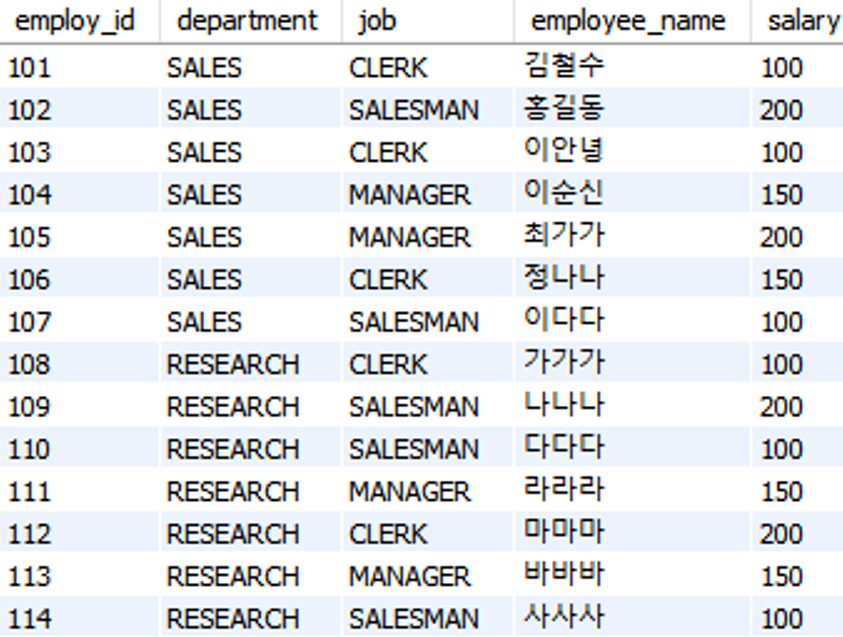 employ_id department job employee_name salary
101 SALES CLERK 김철수 100
102 SALES SALESMAN 홍길동 200
103 SALES CLERK 이안녕 100
104 SALES MANAGER 이순신 150
105 SALES MANAGER 최가가 200
106 SALES CLERK 정나나 150
107 SALES SALESMAN 이다다 100
108 RESEARCH CLERK 가가가 100
109 RESEARCH SALESMAN 나나나 200
110 RESEARCH SALESMAN 다다다 100
111 RESEARCH MANAGER 라라라 150
112 RESEARCH CLERK 마마마 200
113 RESEARCH MANAGER 바바바 150
114 RESEARCH SALESMAN 사사사 100